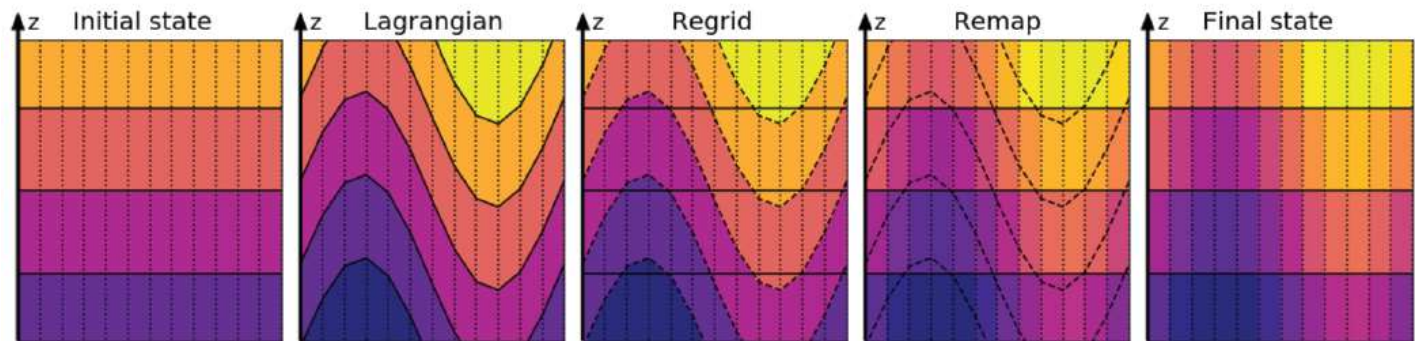 z Initial state
z Lagrangian
z Regrid
z Remap
z Final state